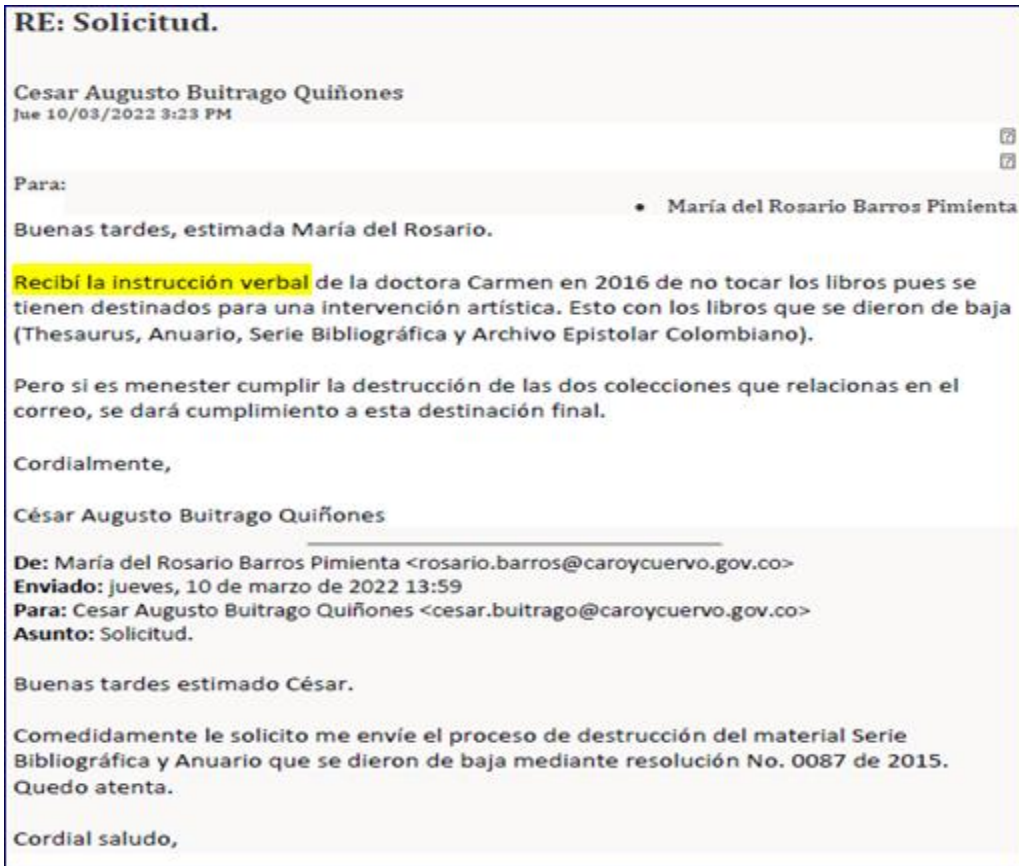 RE: Solicitud.
Cesar Augusto Buitrago Quiñones
Jue 10/03/2022 3:23 PM
Para:
• María del Rosario Barros Pimienta
Buenas tardes, estimada María del Rosario.
Recibí la instrucción verbal de la doctora Carmen en 2016 de no tocar los libros pues se
tienen destinados para una intervención artística. Esto con los libros que se dieron de baja
(Thesaurus, Anuario, Serie Bibliográfica y Archivo Epistolar Colombiano).
Pero si es menester cumplir la destrucción de las dos colecciones que relacionas en el
correo, se dará cumplimiento a esta destinación final.
Cordialmente,
César Augusto Buitrago Quiñones
De: María del Rosario Barros Pimienta <rosario.barros@caroycuervo.gov.co>
Enviado: jueves, 10 de marzo de 2022 13:59
Para: Cesar Augusto Buitrago Quiñones <cesar.buitrago@caroycuervo.gov.co>
Asunto: Solicitud.
Buenas tardes estimado César.
Comedidamente le solicito me envíe el proceso de destrucción del material Serie
Bibliográfica y Anuario que se dieron de baja mediante resolución No. 0087 de 2015.
Quedo atenta.
Cordial saludo,